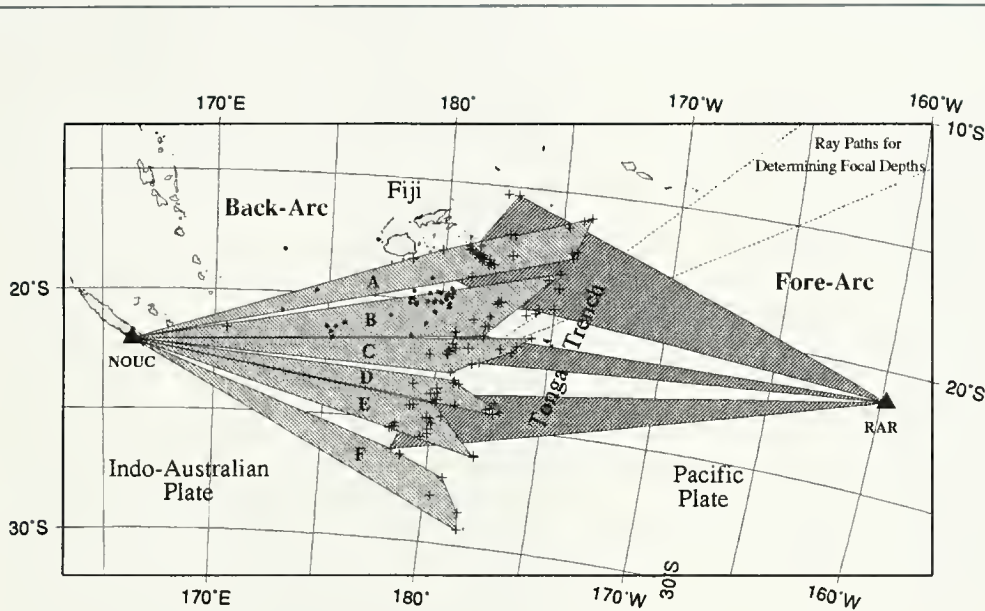 170˚E
180˚
170˚W
160˚W
10˚S
Ray Paths for
Determining Focal Depths
Fiji
Back-Arc
A
Fore-Arc
20˚S
B
NOUC
C
Tonga Trench
D
20˚S
E
RAR
F
Indo-Australian
Plate
Pacific
Plate
30˚S
30˚S
170˚E
180˚
170˚W
160˚W